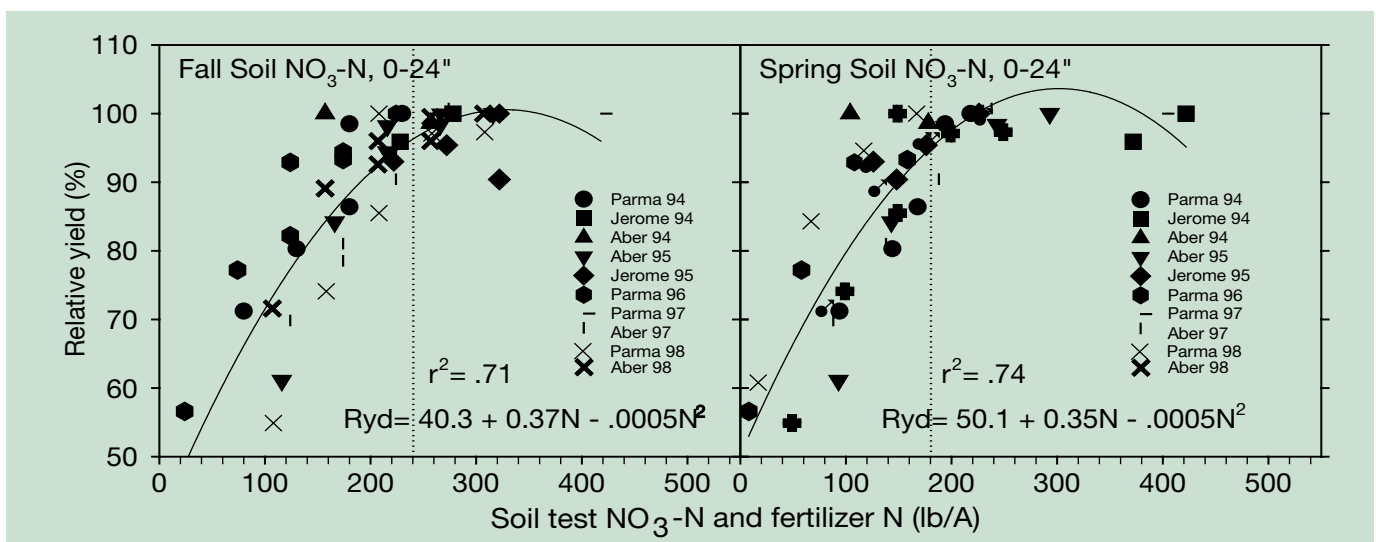 110
100
90
80
70
60
50
Relative yield (%)
Fall Soil NO3-N, 0-24"
Parma 94
Jerome 94
Aber 94
Aber 95
Jerome 95
Parma 96
Parma 97
Aber 97
Parma 98
Aber 98
r2= .71
Ryd= 40.3 + 0.37N - .0005N2
0 100 200 300 400 500
Spring Soil NO3-N, 0-24"
Parma 94
Jerome 94
Aber 94
Aber 95
Jerome 95
Parma 96
Parma 97
Aber 97
Parma 98
Aber 98
r2= .74
Ryd= 50.1 + 0.35N - .0005N2
0 100 200 300 400 500
Soil test NO3-N and fertilizer N (lb/A)